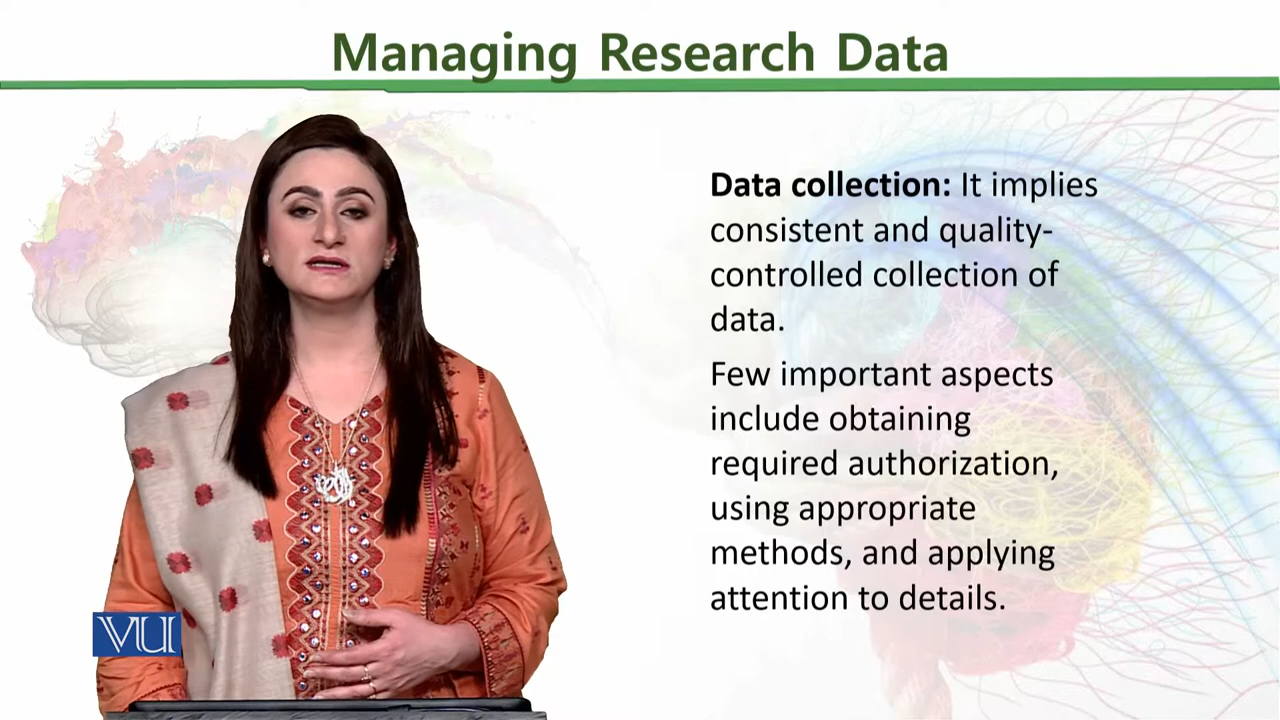 Managing Research Data
Data collection: It implies
consistent and quality-
controlled collection of
data.
Few important aspects
include obtaining
required authorization,
using appropriate
methods, and applying
attention to details.
VU